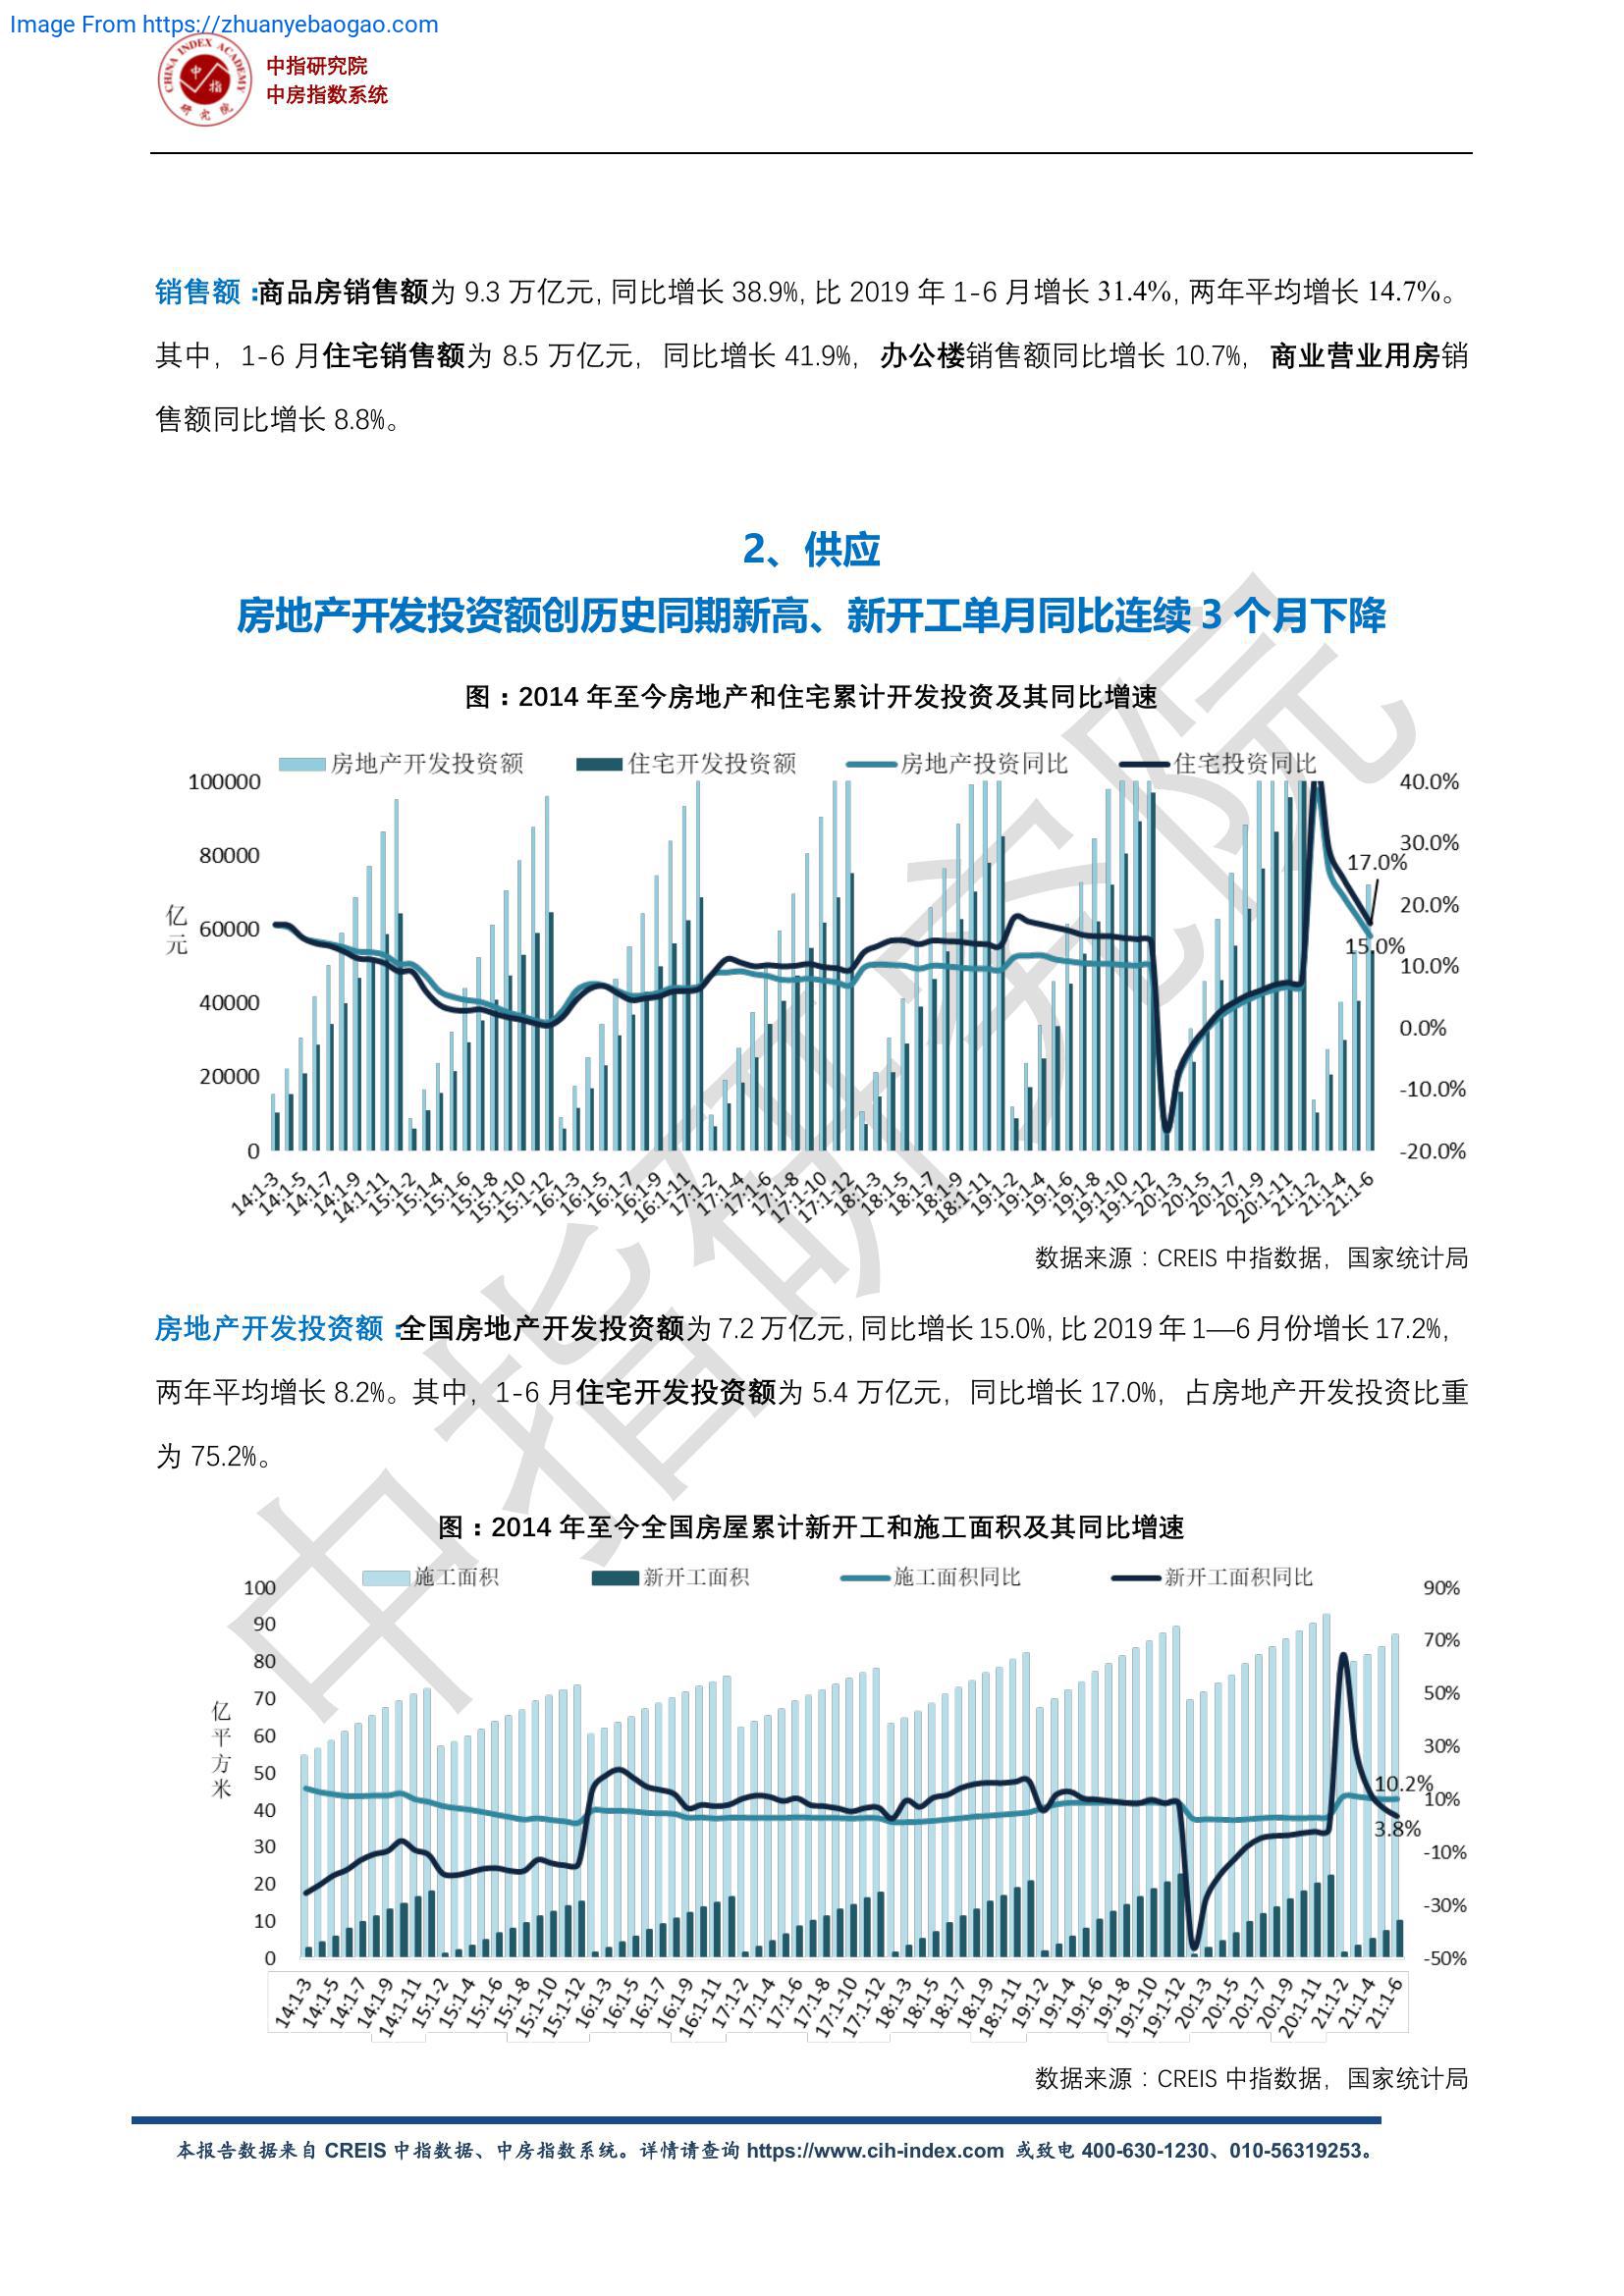 Image From https://zhuanyebaogao.com
CHINA INDEX ACADEMY
中指
研究院
中指研究院
中房指数系统
销售额：商品房销售额为 9.3 万亿元，同比增长 38.9%，比 2019 年 1-6 月增长 31.4%，两年平均增长 14.7%。
其中，1-6 月住宅销售额为 8.5 万亿元，同比增长 41.9%，办公楼销售额同比增长 10.7%，商业营业用房销
售额同比增长 8.8%。
2、供应
房地产开发投资额创历史同期新高、新开工单月同比连续 3 个月下降
图：2014 年至今房地产和住宅累计开发投资及其同比增速
房地产开发投资额 住宅开发投资额 房地产投资同比 住宅投资同比
亿元
100000
80000
60000
40000
20000
0
40.0%
30.0%
20.0%
10.0%
0.0%
-10.0%
-20.0%
17.0%
15.0%
14:1-3 14:1-5 14:1-7 14:1-9 14:1-11 15:1-2 15:1-4 15:1-6 15:1-8 15:1-10 15:1-12 16:1-3 16:1-5 16:1-7 16:1-9 16:1-11 17:1-2 17:1-4 17:1-6 17:1-8 17:1-10 17:1-12 18:1-3 18:1-5 18:1-7 18:1-9 18:1-11 19:1-2 19:1-4 19:1-6 19:1-8 19:1-10 19:1-12 20:1-3 20:1-5 20:1-7 20:1-9 20:1-11 21:1-2 21:1-4 21:1-6
数据来源：CREIS 中指数据，国家统计局
房地产开发投资额：全国房地产开发投资额为 7.2 万亿元，同比增长 15.0%，比 2019 年 1—6 月份增长 17.2%，
两年平均增长 8.2%。其中，1-6 月住宅开发投资额为 5.4 万亿元，同比增长 17.0%，占房地产开发投资比重
为 75.2%。
图：2014 年至今全国房屋累计新开工和施工面积及其同比增速
施工面积 新开工面积 施工面积同比 新开工面积同比
亿平方米
100
90
80
70
60
50
40
30
20
10
0
90%
70%
50%
30%
10%
-10%
-30%
-50%
10.2%
3.8%
14:1-3 14:1-5 14:1-7 14:1-9 14:1-11 15:1-2 15:1-4 15:1-6 15:1-8 15:1-10 15:1-12 16:1-3 16:1-5 16:1-7 16:1-9 16:1-11 17:1-2 17:1-4 17:1-6 17:1-8 17:1-10 17:1-12 18:1-3 18:1-5 18:1-7 18:1-9 18:1-11 19:1-2 19:1-4 19:1-6 19:1-8 19:1-10 19:1-12 20:1-3 20:1-5 20:1-7 20:1-9 20:1-11 21:1-2 21:1-4 21:1-6
数据来源：CREIS 中指数据，国家统计局
中指研究院
本报告数据来自 CREIS 中指数据、中房指数系统。详情请查询 https://www.cih-index.com 或致电 400-630-1230、010-56319253。